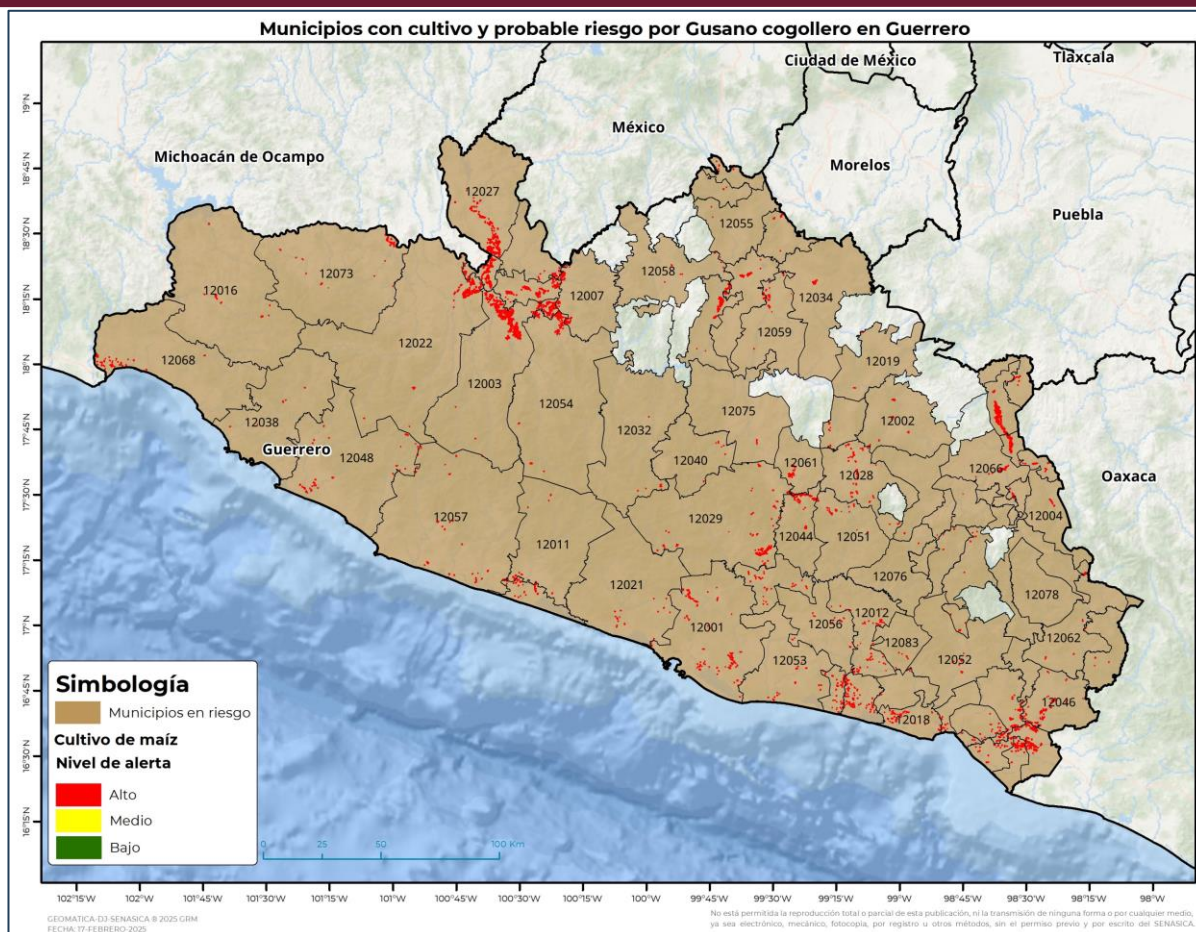 Municipios con cultivo y probable riesgo por Gusano cogollero en Guerrero
Ciudad de México
Tlaxcala
México
Michoacán de Ocampo
Morelos
Puebla
Oaxaca
Guerrero
19°N
18°45'N
18°30'N
18°15'N
18°N
17°45'N
17°30'N
17°15'N
17°N
16°45'N
16°30'N
16°15'N
12027
12055
12073
12058
12007
12034
12016
12059
12022
12068
12019
12003
12054
12075
12002
12038
12032
12048
12040
12061
12028
12066
12057
12029
12004
12011
12044
12051
12021
12076
12078
12001
12056
12012
12083
12062
12053
12052
12046
12018
Simbología
Municipios en riesgo
Cultivo de maíz
Nivel de alerta
Alto
Medio
Bajo
0 25 50 100 Km
102°15'W 102°W 101°45'W 101°30'W 101°15'W 101°W 100°45'W 100°30'W 100°15'W 100°W 99°45'W 99°30'W 99°15'W 99°W 98°45'W 98°30'W 98°15'W 98°W
GEOMATICA-DJ-SENASICA ® 2025 GRM
FECHA: 17-FEBRERO-2025
No está permitida la reproducción total o parcial de esta publicación, ni la transmisión de ninguna forma o por cualquier medio,
ya sea electrónico, mecánico, fotocopia, por registro u otros métodos, sin el permiso previo y por escrito del SENASICA.